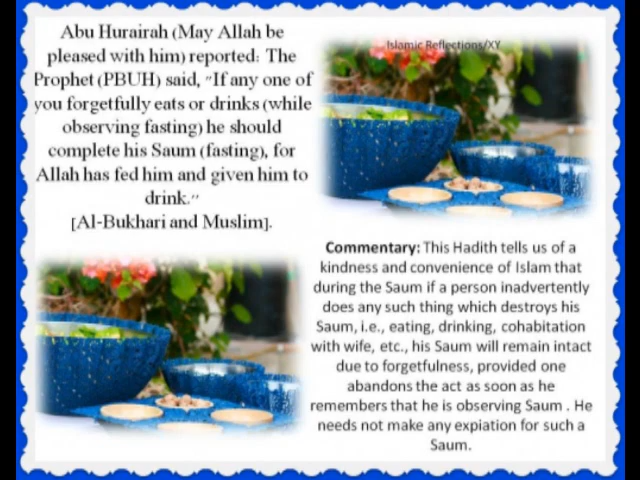 Abu Hurairah (May Allah be
pleased with him) reported: The
Prophet (PBUH) said, "If any one of
you forgetfully eats or drinks (while
observing fasting) he should
complete his Saum (fasting), for
Allah has fed him and given him to
drink."
[Al-Bukhari and Muslim].
Islamic Reflections/XY
Commentary: This Hadith tells us of a
kindness and convenience of Islam that
during the Saum if a person inadvertently
does any such thing which destroys his
Saum, i.e., eating, drinking, cohabitation
with wife, etc., his Saum will remain intact
due to forgetfulness, provided one
abandons the act as soon as he
remembers that he is observing Saum . He
needs not make any expiation for such a
Saum.